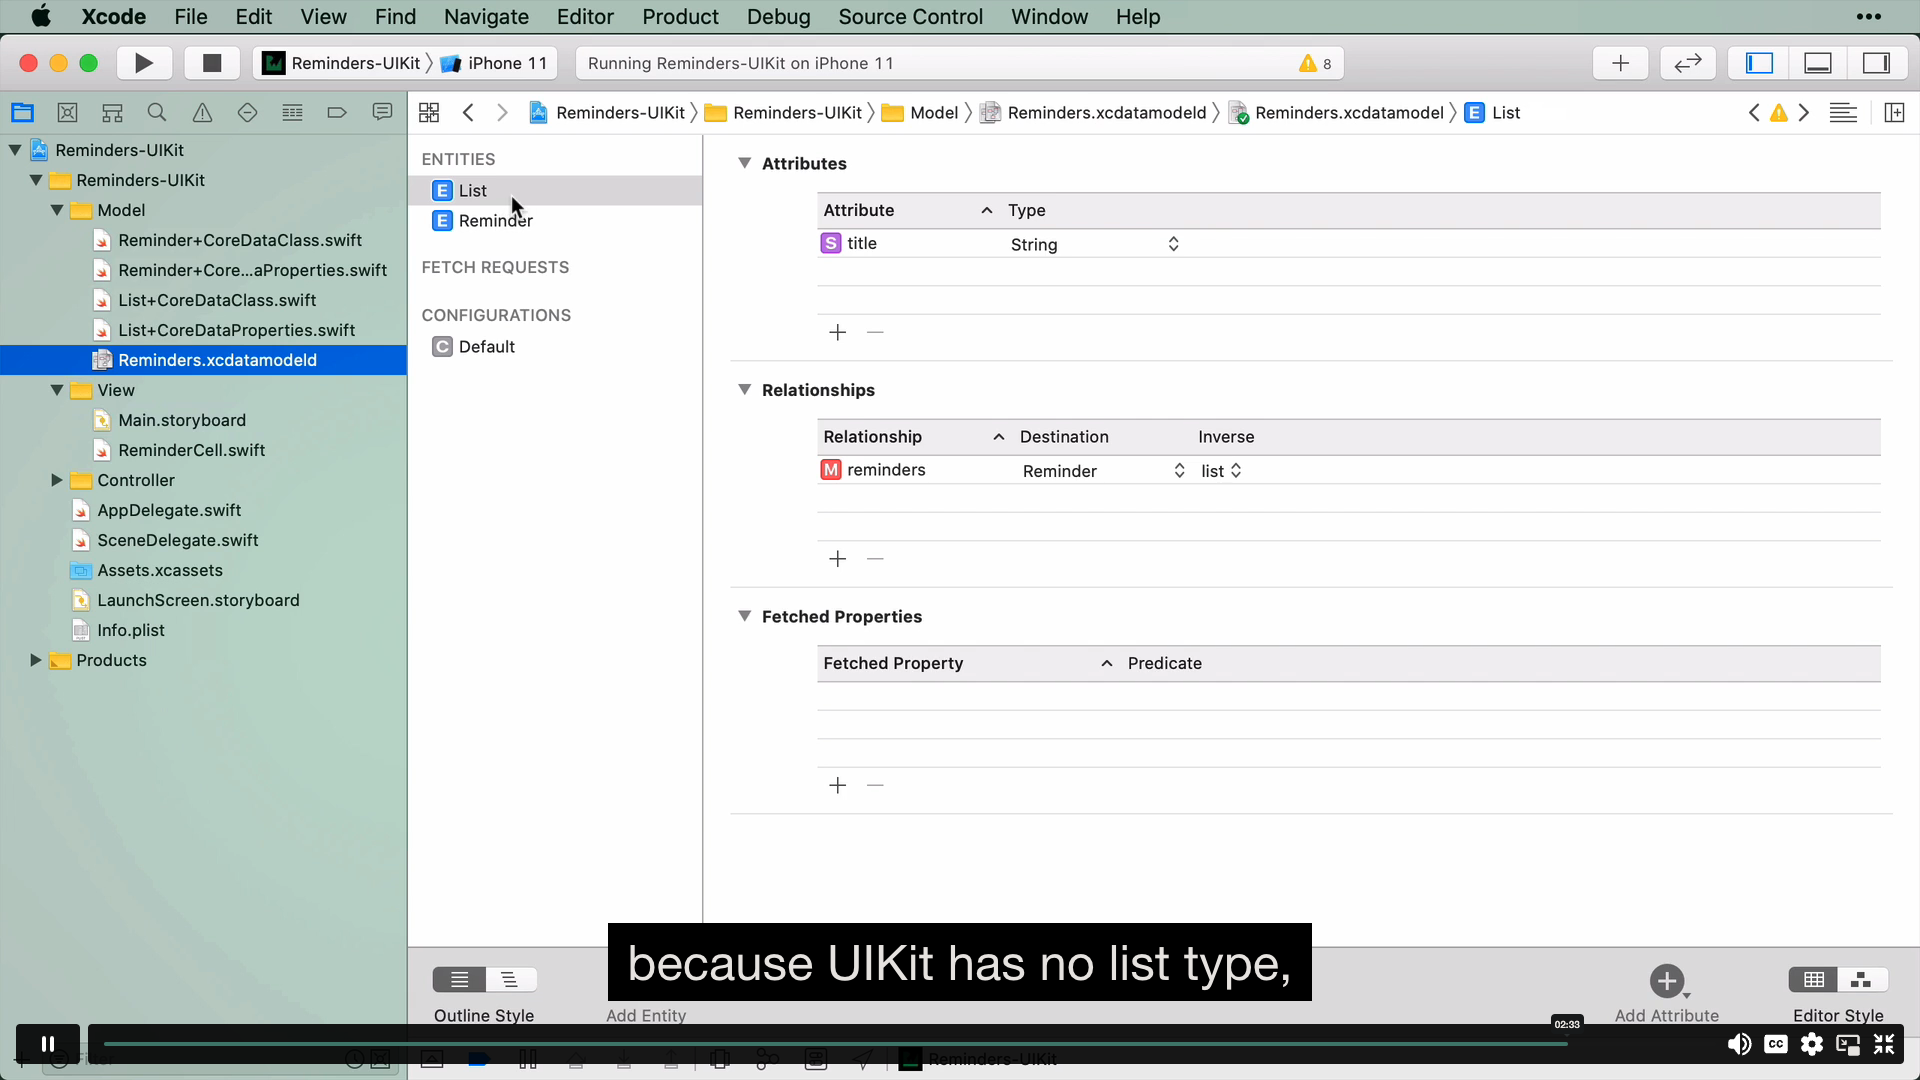 Xcode File Edit View Find Navigate Editor Product Debug Source Control Window Help
Reminders-UIKit iPhone 11
Running Reminders-UIKit on iPhone 11
8
Reminders-UIKit Reminders-UIKit Model Reminders.xcdatamodeld Reminders.xcdatamodel E List
Reminders-UIKit
Reminders-UIKit
Model
Reminder+CoreDataClass.swift
Reminder+Core...aProperties.swift
List+CoreDataClass.swift
List+CoreDataProperties.swift
Reminders.xcdatamodeld
View
Main.storyboard
ReminderCell.swift
Controller
AppDelegate.swift
SceneDelegate.swift
Assets.xcassets
LaunchScreen.storyboard
Info.plist
Products
ENTITIES
E List
E Reminder
FETCH REQUESTS
CONFIGURATIONS
C Default
Attributes
Attribute Type
S title String
Relationships
Relationship Destination Inverse
M reminders Reminder list
Fetched Properties
Fetched Property Predicate
because UIKit has no list type,
Outline Style Add Entity Add Attribute Editor Style
02:33
CC
Filter
Reminders-UIKit